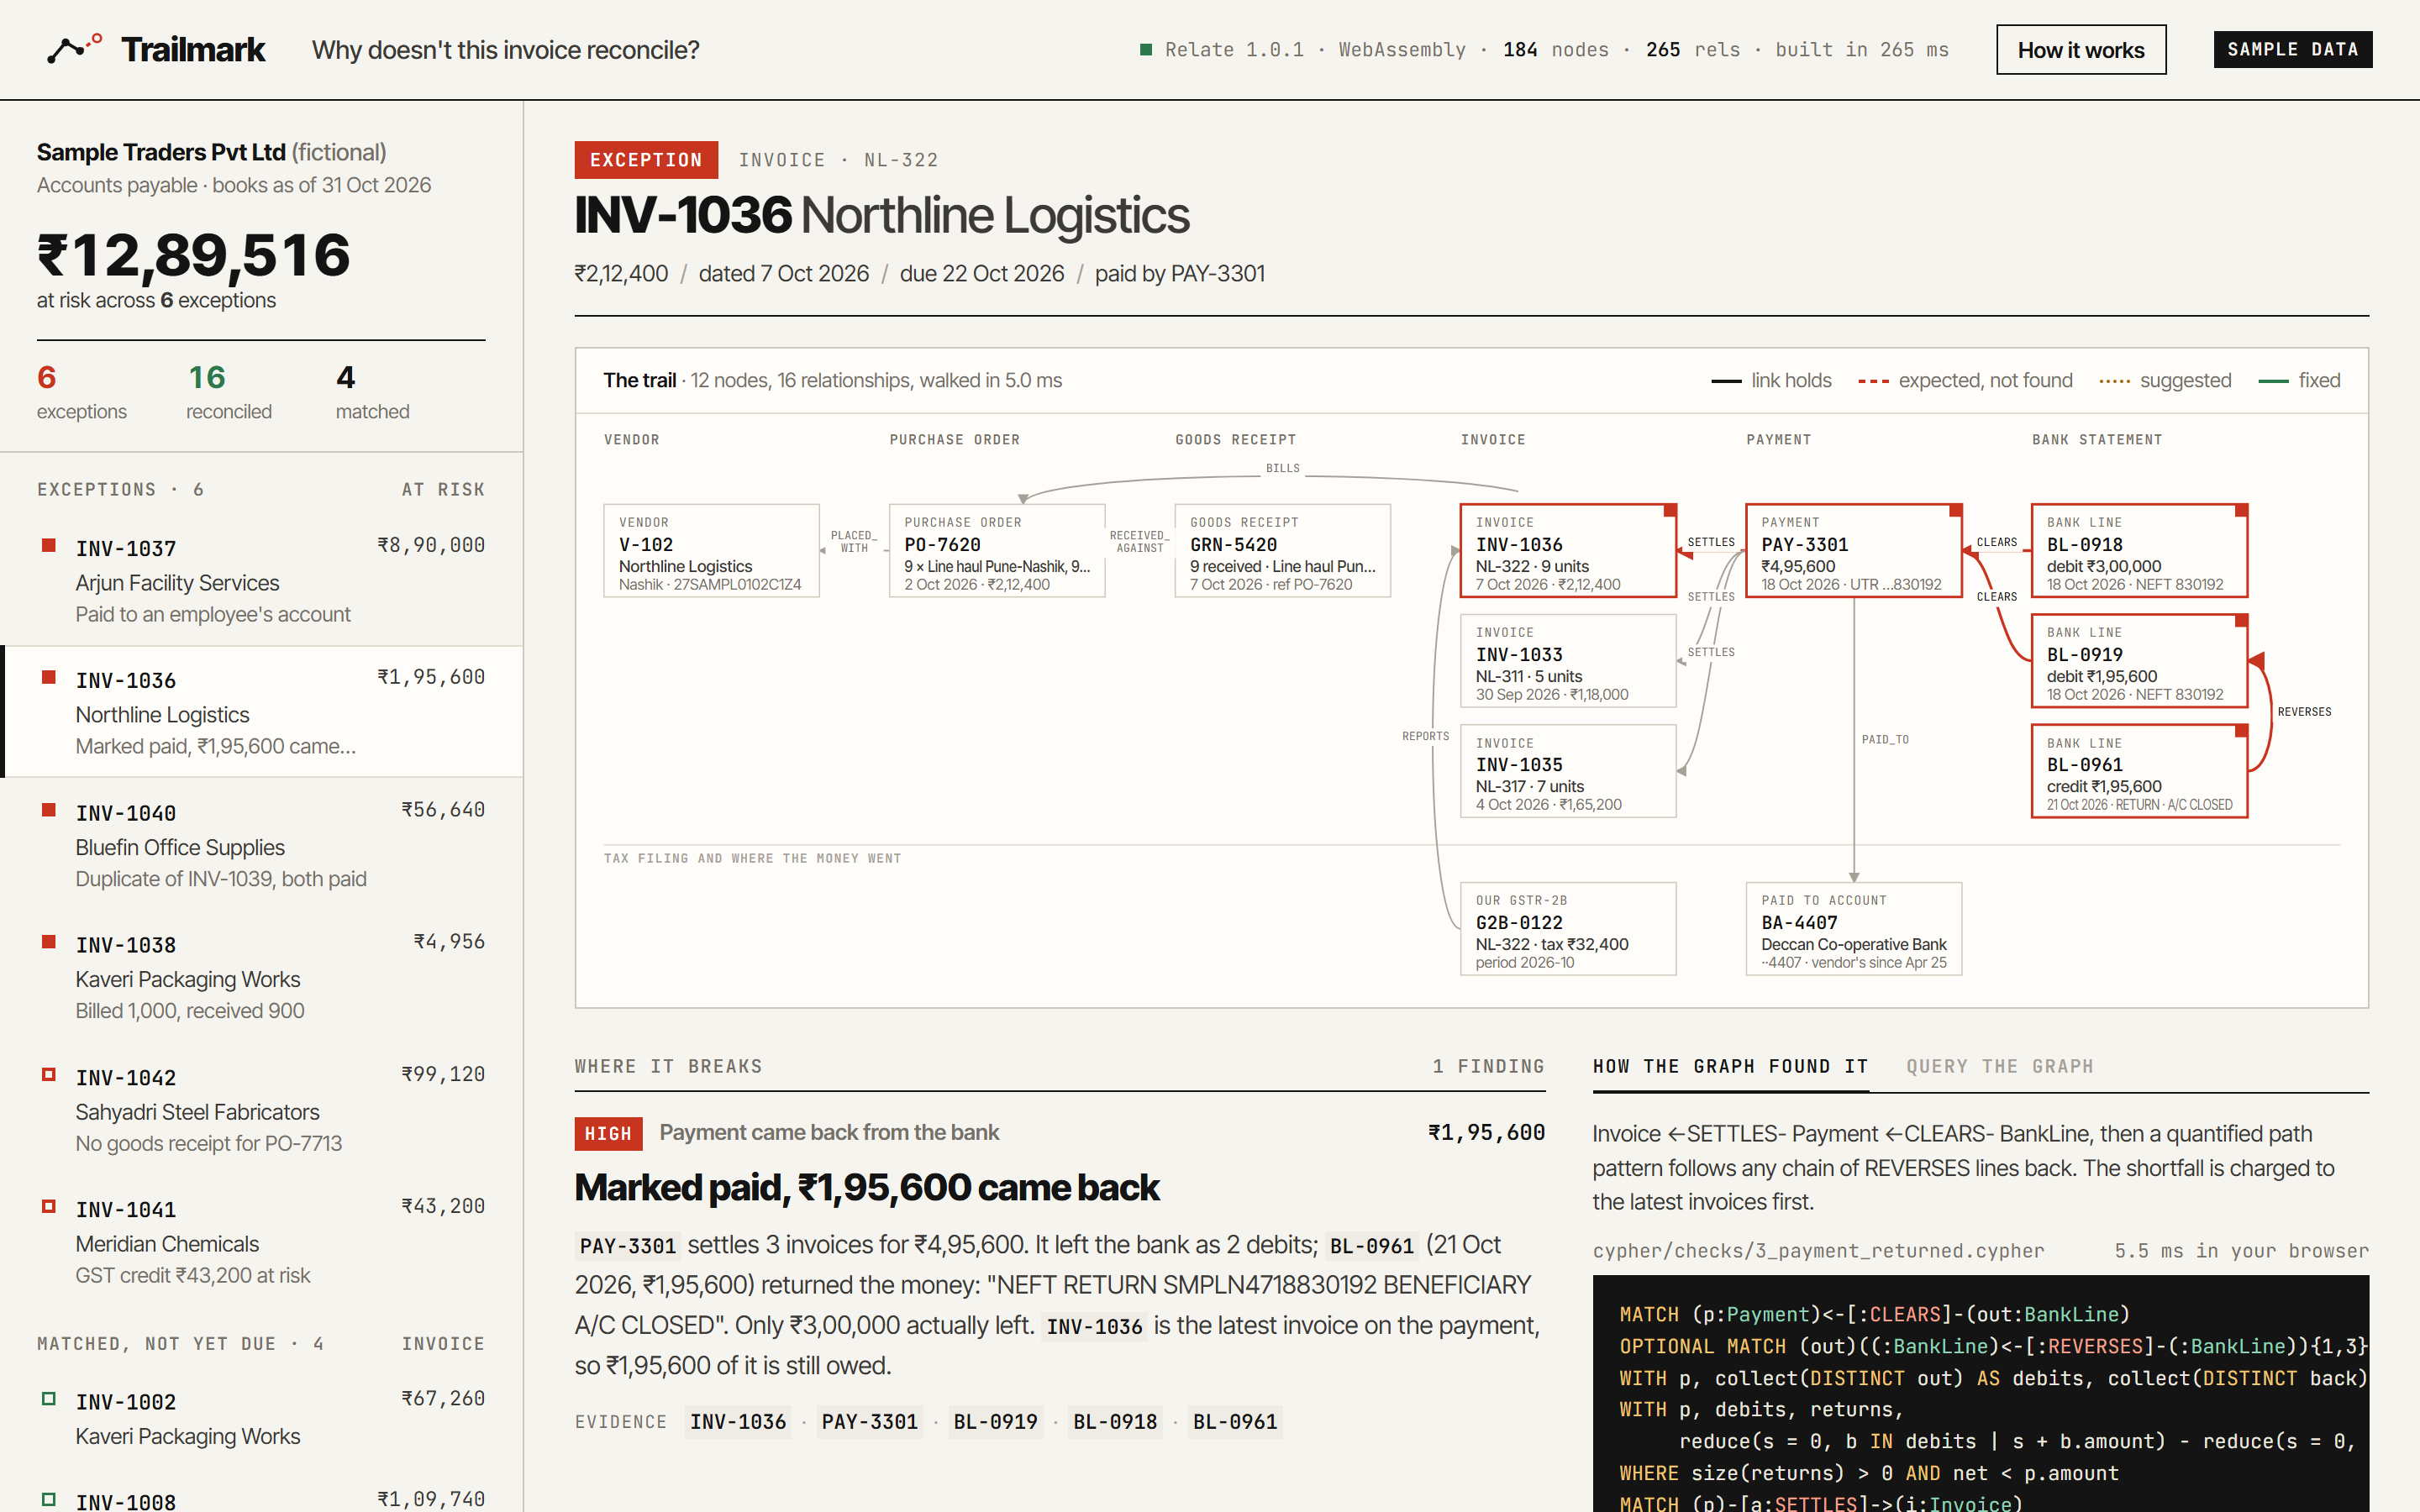 Trailmark
Why doesn't this invoice reconcile?
Relate 1.0.1 · WebAssembly · 184 nodes · 265 rels · built in 265 ms
How it works
SAMPLE DATA
Sample Traders Pvt Ltd (fictional)
Accounts payable · books as of 31 Oct 2026
₹12,89,516
at risk across 6 exceptions
6 16 4
exceptions reconciled matched
EXCEPTIONS · 6 AT RISK
INV-1037 ₹8,90,000
Arjun Facility Services
Paid to an employee's account
INV-1036 ₹1,95,600
Northline Logistics
Marked paid, ₹1,95,600 came...
INV-1040 ₹56,640
Bluefin Office Supplies
Duplicate of INV-1039, both paid
INV-1038 ₹4,956
Kaveri Packaging Works
Billed 1,000, received 900
INV-1042 ₹99,120
Sahyadri Steel Fabricators
No goods receipt for PO-7713
INV-1041 ₹43,200
Meridian Chemicals
GST credit ₹43,200 at risk
MATCHED, NOT YET DUE · 4 INVOICE
INV-1002 ₹67,260
Kaveri Packaging Works
INV-1008 ₹1,09,740
EXCEPTION INVOICE · NL-322
INV-1036 Northline Logistics
₹2,12,400 / dated 7 Oct 2026 / due 22 Oct 2026 / paid by PAY-3301
The trail · 12 nodes, 16 relationships, walked in 5.0 ms
link holds expected, not found suggested fixed
VENDOR PURCHASE ORDER GOODS RECEIPT INVOICE PAYMENT BANK STATEMENT
BILLS
VENDOR
V-102
Northline Logistics
Nashik · 27SAMPL0102C1Z4
PLACED_
WITH
PURCHASE ORDER
PO-7620
9 × Line haul Pune-Nashik, 9...
2 Oct 2026 · ₹2,12,400
RECEIVED_
AGAINST
GOODS RECEIPT
GRN-5420
9 received · Line haul Pun...
7 Oct 2026 · ref PO-7620
INVOICE
INV-1036
NL-322 · 9 units
7 Oct 2026 · ₹2,12,400
SETTLES
SETTLES
SETTLES
PAYMENT
PAY-3301
₹4,95,600
18 Oct 2026 · UTR ...830192
CLEARS
CLEARS
BANK LINE
BL-0918
debit ₹3,00,000
18 Oct 2026 · NEFT 830192
INVOICE
INV-1033
NL-311 · 5 units
30 Sep 2026 · ₹1,18,000
BANK LINE
BL-0919
debit ₹1,95,600
18 Oct 2026 · NEFT 830192
REVERSES
REPORTS
INVOICE
INV-1035
NL-317 · 7 units
4 Oct 2026 · ₹1,65,200
PAID_TO
BANK LINE
BL-0961
credit ₹1,95,600
21 Oct 2026 · RETURN · A/C CLOSED
TAX FILING AND WHERE THE MONEY WENT
OUR GSTR-2B
G2B-0122
NL-322 · tax ₹32,400
period 2026-10
PAID TO ACCOUNT
BA-4407
Deccan Co-operative Bank
··4407 · vendor's since Apr 25
WHERE IT BREAKS 1 FINDING
HIGH Payment came back from the bank ₹1,95,600
Marked paid, ₹1,95,600 came back
PAY-3301 settles 3 invoices for ₹4,95,600. It left the bank as 2 debits; BL-0961 (21 Oct
2026, ₹1,95,600) returned the money: "NEFT RETURN SMPLN4718830192 BENEFICIARY
A/C CLOSED". Only ₹3,00,000 actually left. INV-1036 is the latest invoice on the payment,
so ₹1,95,600 of it is still owed.
EVIDENCE INV-1036 · PAY-3301 · BL-0919 · BL-0918 · BL-0961
HOW THE GRAPH FOUND IT QUERY THE GRAPH
Invoice ←SETTLES- Payment ←CLEARS- BankLine, then a quantified path
pattern follows any chain of REVERSES lines back. The shortfall is charged to
the latest invoices first.
cypher/checks/3_payment_returned.cypher 5.5 ms in your browser
MATCH (p:Payment)<-[:CLEARS]-(out:BankLine)
OPTIONAL MATCH (out)((:BankLine)<-[:REVERSES]-(:BankLine)){1,3}
WITH p, collect(DISTINCT out) AS debits, collect(DISTINCT back)
WITH p, debits, returns,
reduce(s = 0, b IN debits | s + b.amount) - reduce(s = 0,
WHERE size(returns) > 0 AND net < p.amount
MATCH (p)-[a:SETTLES]->(i:Invoice)